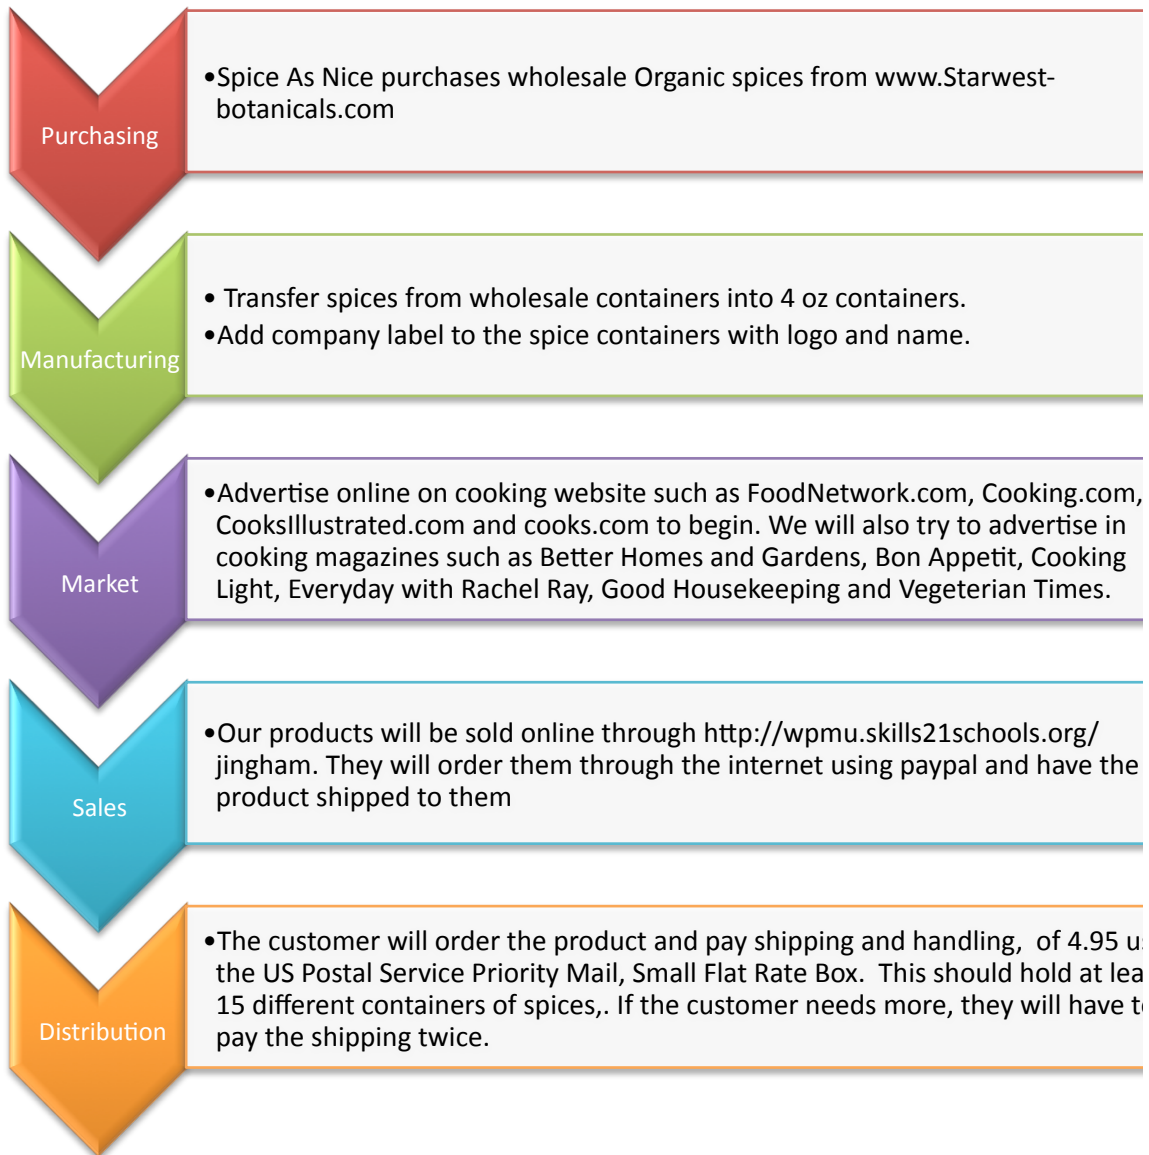 Purchasing
•Spice As Nice purchases wholesale Organic spices from www.Starwest-
botanicals.com
Manufacturing
• Transfer spices from wholesale containers into 4 oz containers.
•Add company label to the spice containers with logo and name.
Market
•Advertise online on cooking website such as FoodNetwork.com, Cooking.com,
CooksIllustrated.com and cooks.com to begin. We will also try to advertise in
cooking magazines such as Better Homes and Gardens, Bon Appetit, Cooking
Light, Everyday with Rachel Ray, Good Housekeeping and Vegeterian Times.
Sales
•Our products will be sold online through http://wpmu.skills21schools.org/
jingham. They will order them through the internet using paypal and have the
product shipped to them
Distribution
•The customer will order the product and pay shipping and handling,  of 4.95
the US Postal Service Priority Mail, Small Flat Rate Box.  This should hold at
15 different containers of spices,. If the customer needs more, they will have
pay the shipping twice.